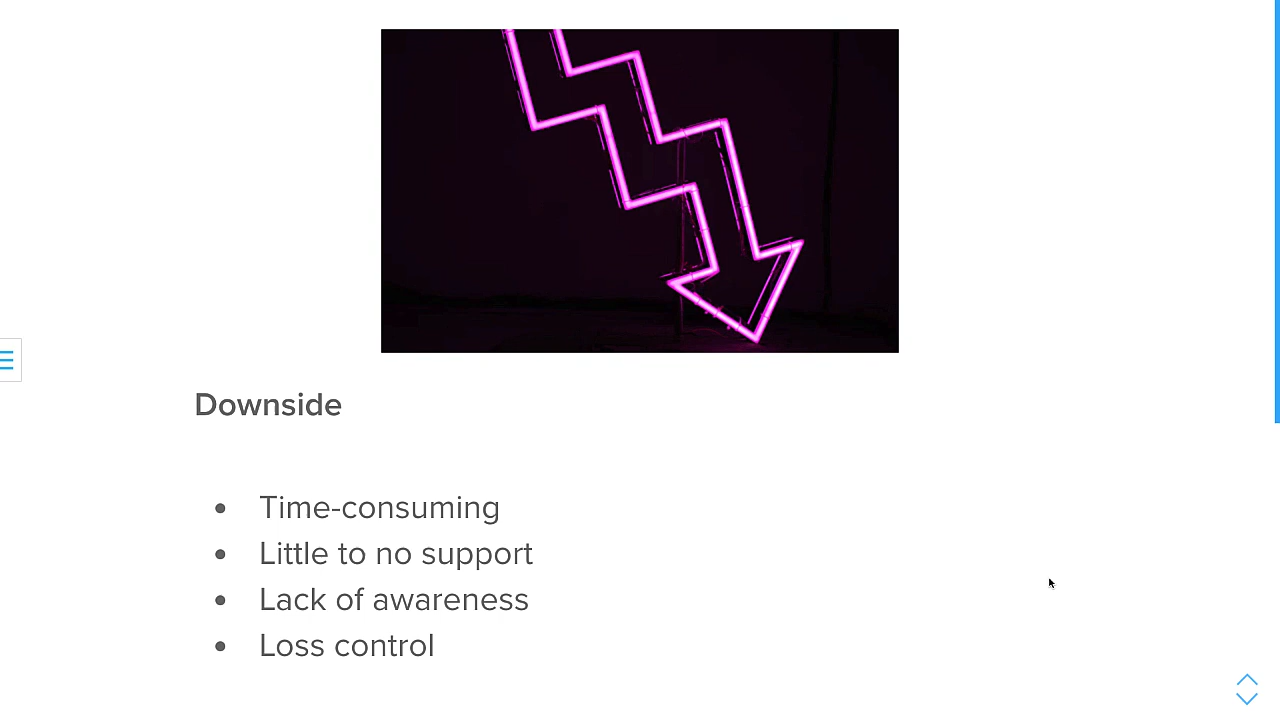 Downside
• Time-consuming
• Little to no support
• Lack of awareness
• Loss control